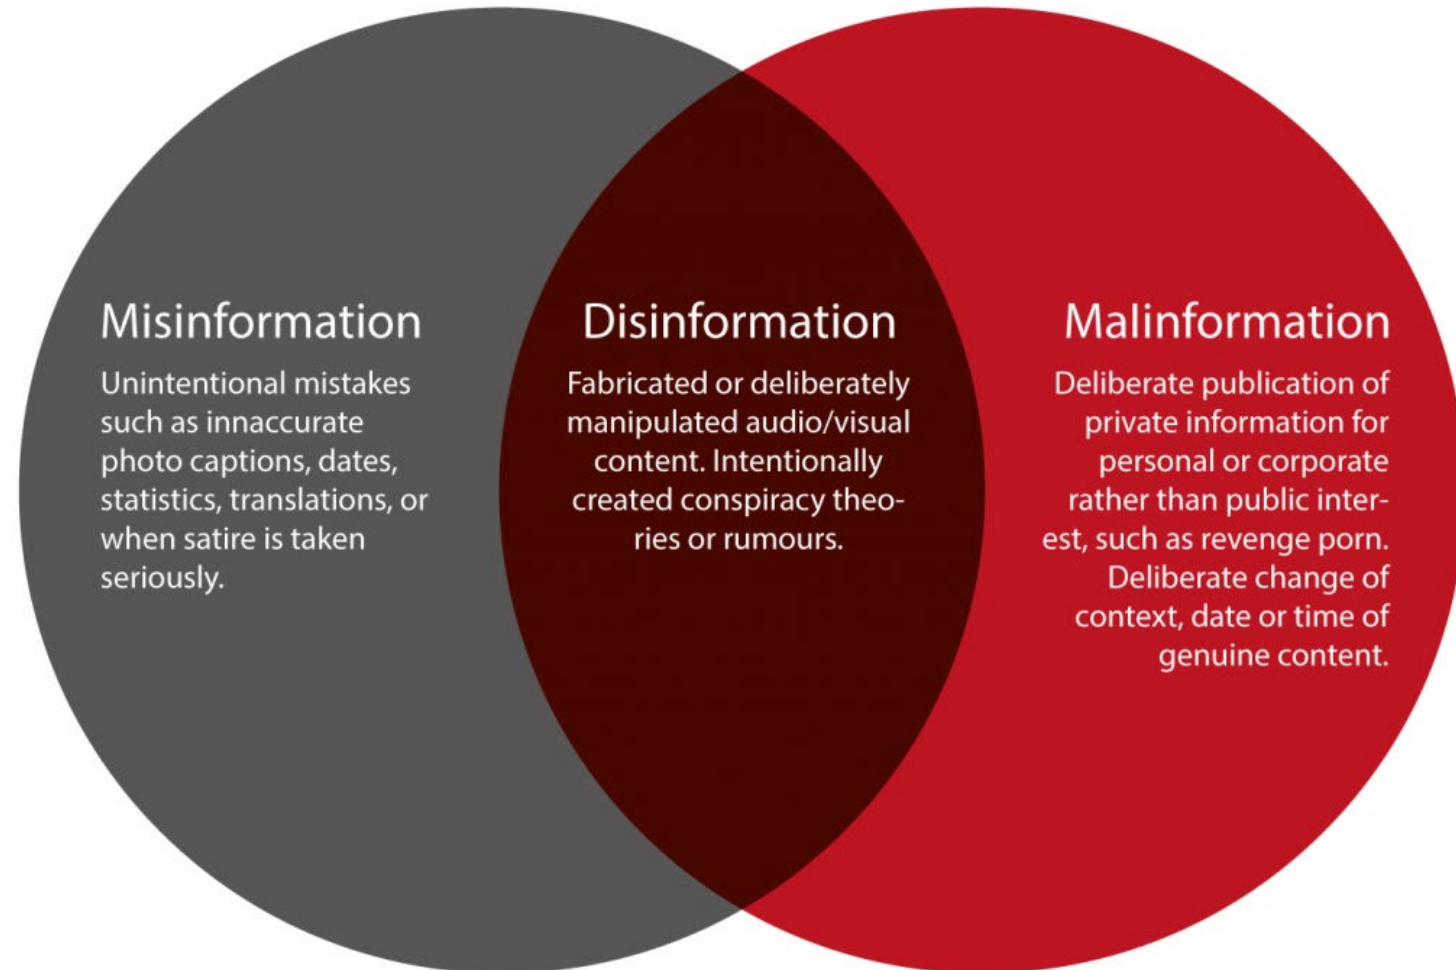 Misinformation
Unintentional mistakes
such as innaccurate
photo captions, dates,
statistics, translations, or
when satire is taken
seriously.
Disinformation
Fabricated or deliberately
manipulated audio/visual
content. Intentionally
created conspiracy theo-
ries or rumours.
Malinformation
Deliberate publication of
private information for
personal or corporate
rather than public inter-
est, such as revenge porn.
Deliberate change of
context, date or time of
genuine content.